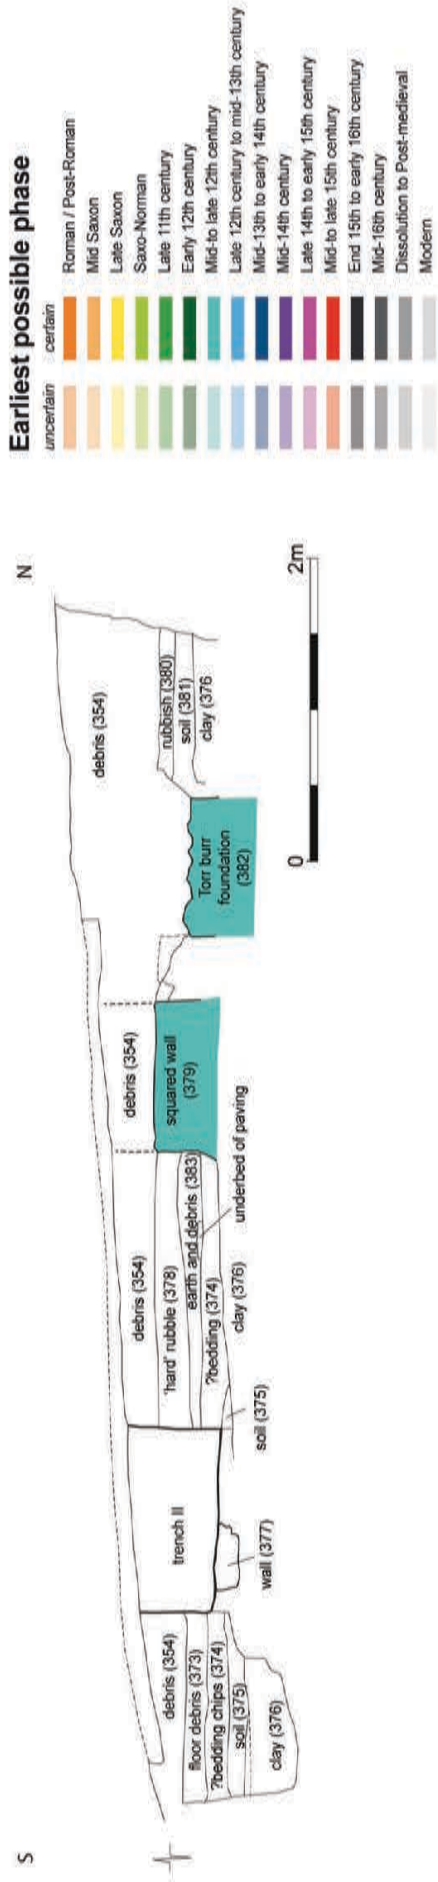 S
N
debris (354)
floor debris (373)
?bedding chips (374)
soil (375)
clay (376)
trench II
wall (377)
soil (375)
debris (354)
'hard' rubble (378)
earth and debris (383)
?bedding (374)
clay (376)
underbed of paving
debris (354)
squared wall
(379)
Torr burr
foundation
(382)
debris (354)
rubbish (380)
soil (381)
clay (376
0
2m
Earliest possible phase
uncertain
certain
Roman / Post-Roman
Mid Saxon
Late Saxon
Saxo-Norman
Late 11th century
Early 12th century
Mid-to late 12th century
Late 12th century to mid-13th century
Mid-13th to early 14th century
Mid-14th century
Late 14th to early 15th century
Mid-to late 15th century
End 15th to early 16th century
Mid-16th century
Dissolution to Post-medieval
Modern